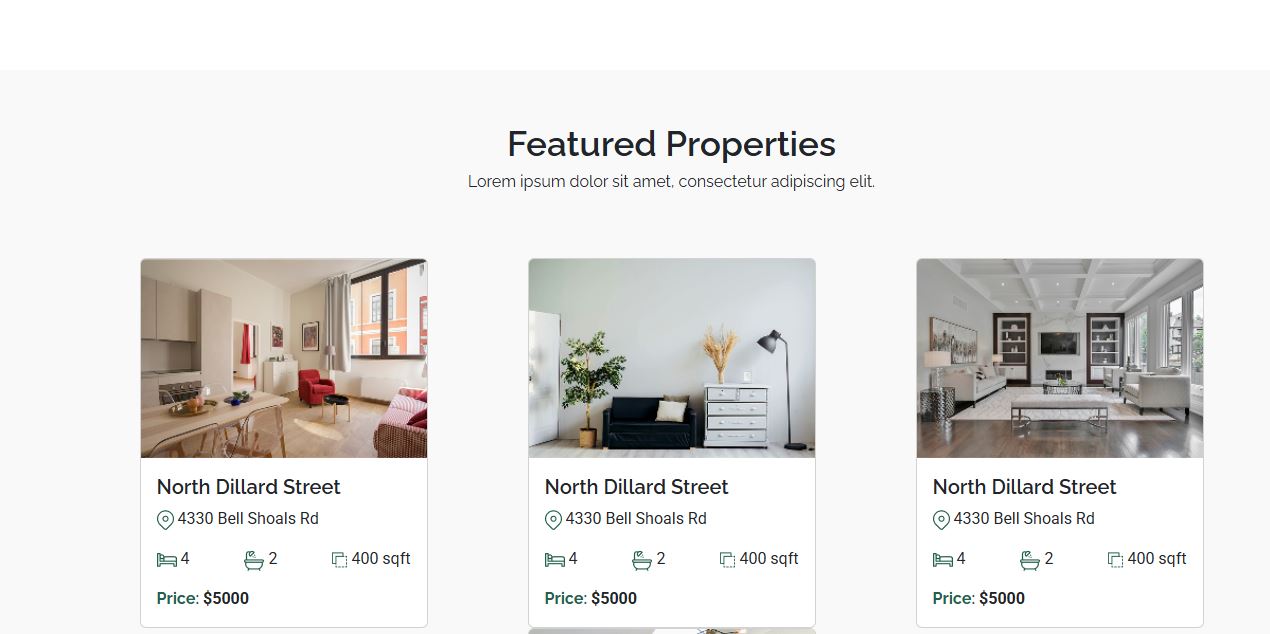 Featured Properties
Lorem ipsum dolor sit amet, consectetur adipiscing elit.
North Dillard Street
4330 Bell Shoals Rd
4 2 400 sqft
Price: $5000
North Dillard Street
4330 Bell Shoals Rd
4 2 400 sqft
Price: $5000
North Dillard Street
4330 Bell Shoals Rd
4 2 400 sqft
Price: $5000